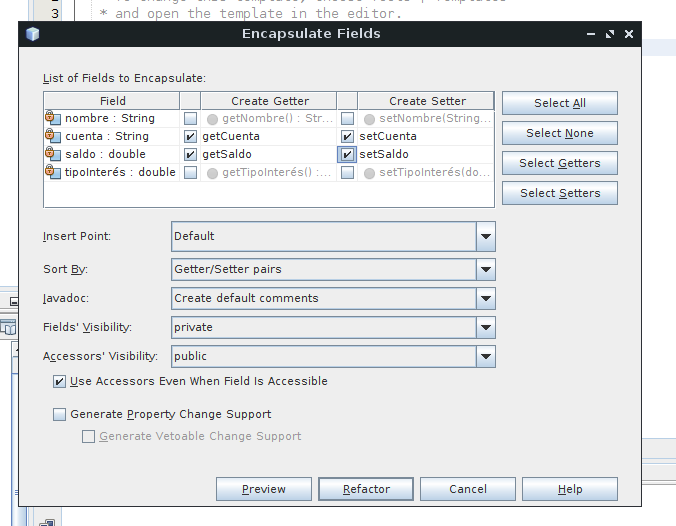 3 * and open the template in the editor.
Encapsulate Fields
List of Fields to Encapsulate:
Field Create Getter Create Setter
nombre : String getNombre() : Str... setNombre(String...
cuenta : String getCuenta setCuenta
saldo : double getSaldo setSaldo
tipoInterés : double getTipoInterés() :... setTipoInterés(do...
Select All
Select None
Select Getters
Select Setters
Insert Point: Default
Sort By: Getter/Setter pairs
Javadoc: Create default comments
Fields' Visibility: private
Accessors' Visibility: public
Use Accessors Even When Field Is Accessible
Generate Property Change Support
Generate Vetoable Change Support
Preview Refactor Cancel Help